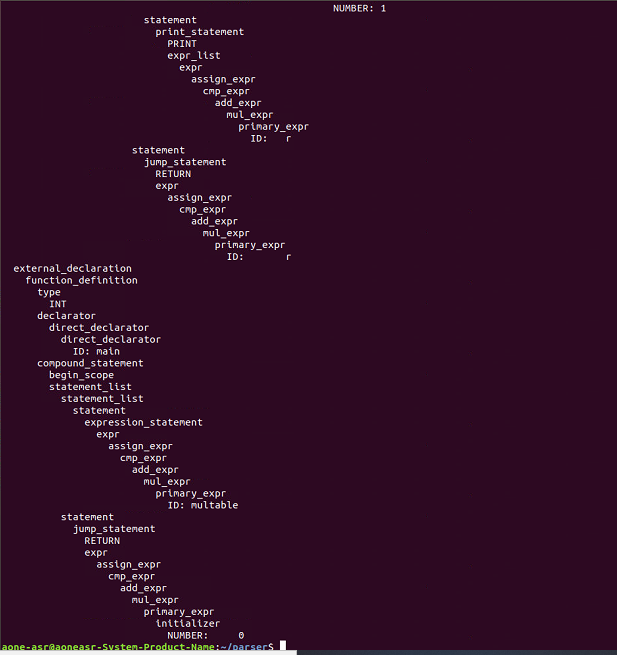 NUMBER: 1
statement
print_statement
PRINT
expr_list
expr
assign_expr
cmp_expr
add_expr
mul_expr
primary_expr
ID: r
statement
jump_statement
RETURN
expr
assign_expr
cmp_expr
add_expr
mul_expr
primary_expr
ID: r
external_declaration
function_definition
type
INT
declarator
direct_declarator
direct_declarator
ID: main
compound_statement
begin_scope
statement_list
statement_list
statement
expression_statement
expr
assign_expr
cmp_expr
add_expr
mul_expr
primary_expr
ID: multable
statement
jump_statement
RETURN
expr
assign_expr
cmp_expr
add_expr
mul_expr
primary_expr
initializer
NUMBER: 0
aone-asr@aoneasr-System-Product-Name:~/parser$